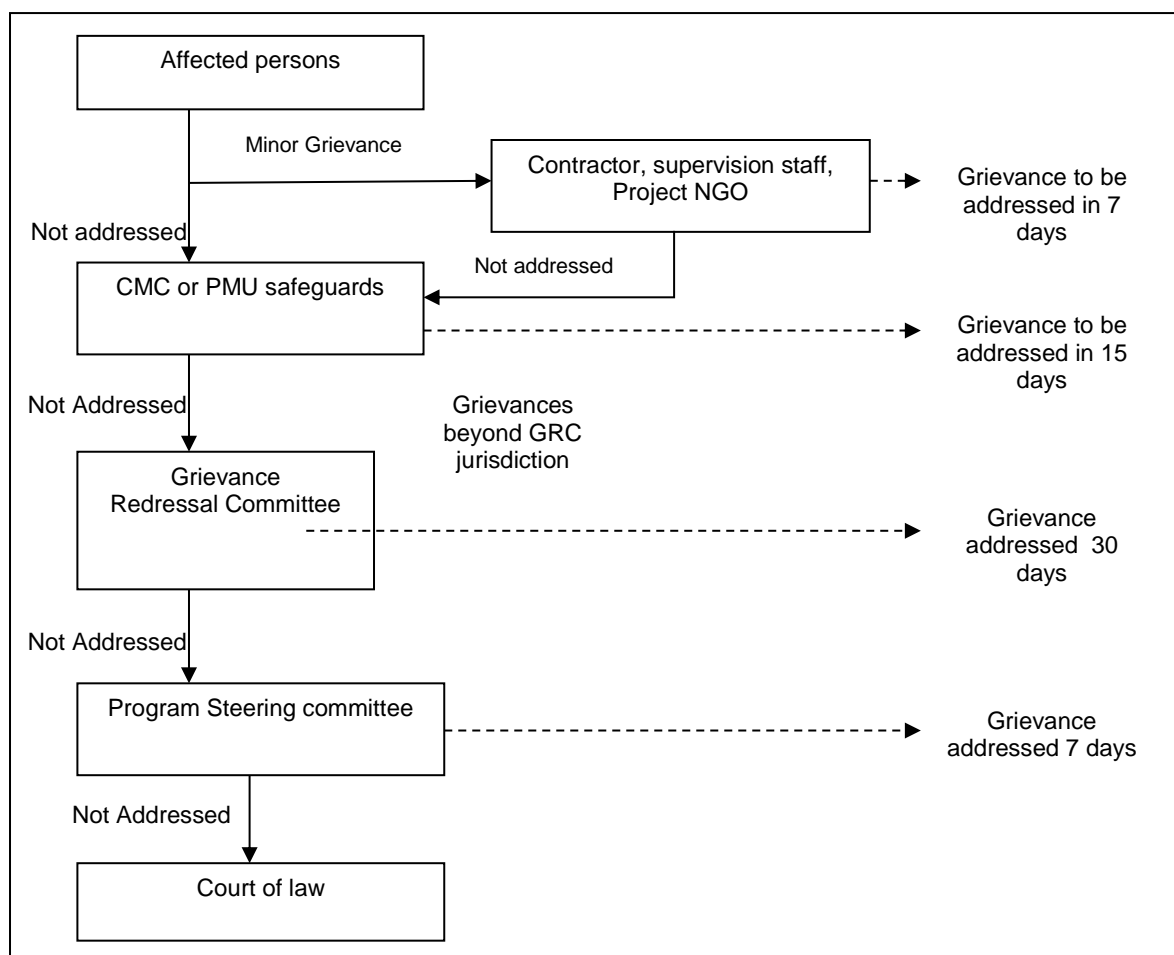 Affected persons
Minor Grievance
Contractor, supervision staff,
Project NGO
Grievance to be
addressed in 7
days
Not addressed
Not addressed
CMC or PMU safeguards
Grievance to be
addressed in 15
days
Not Addressed
Grievances
beyond GRC
jurisdiction
Grievance
Redressal Committee
Grievance
addressed 30
days
Not Addressed
Program Steering committee
Grievance
addressed 7 days
Not Addressed
Court of law